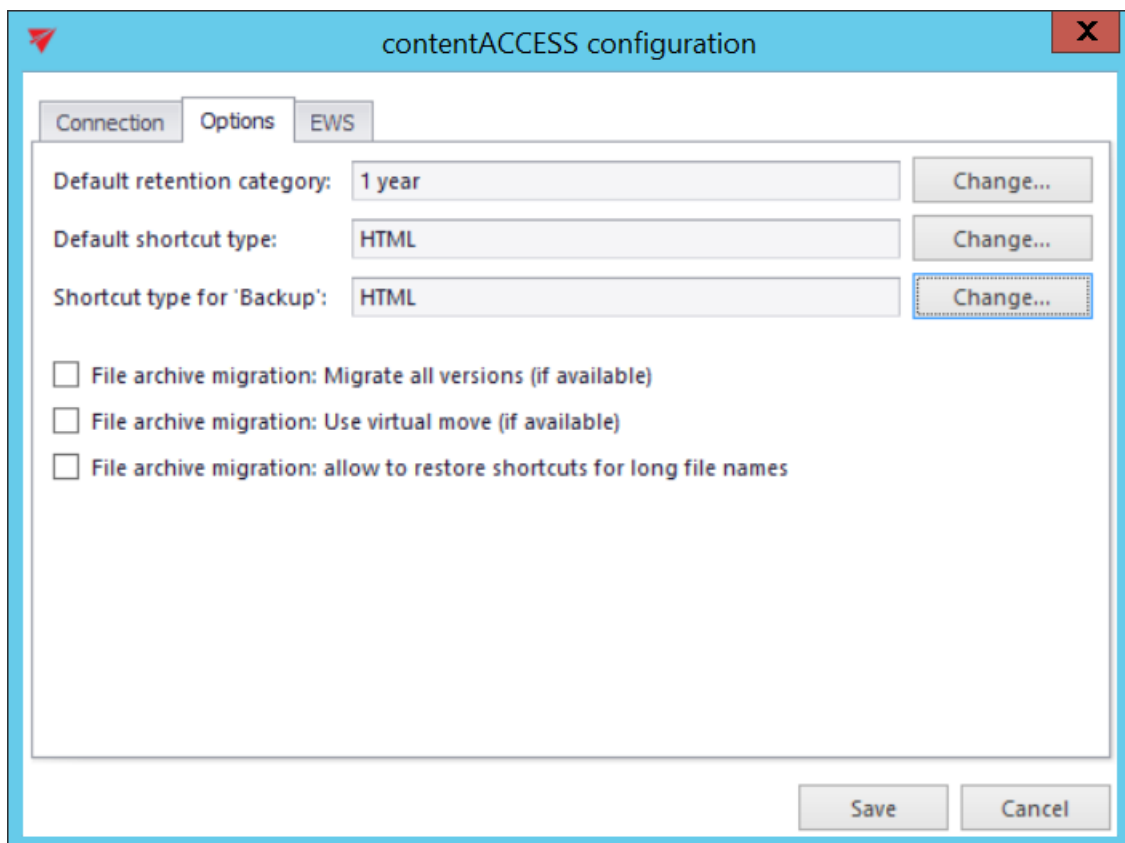 contentACCESS configuration
X
Connection Options EWS
Default retention category: 1 year Change...
Default shortcut type: HTML Change...
Shortcut type for 'Backup': HTML Change...
File archive migration: Migrate all versions (if available)
File archive migration: Use virtual move (if available)
File archive migration: allow to restore shortcuts for long file names
Save Cancel